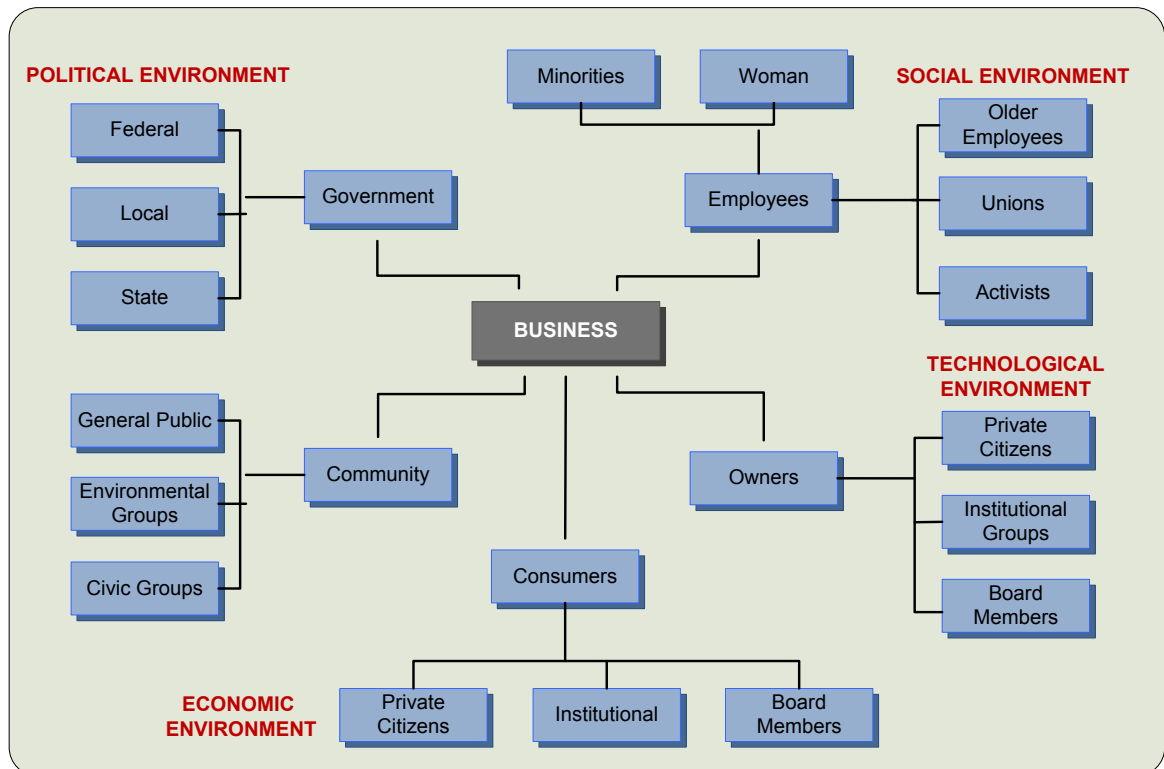 POLITICAL ENVIRONMENT
Minorities
Woman
SOCIAL ENVIRONMENT
Federal
Local
State
Government
Employees
Older
Employees
Unions
Activists
BUSINESS
TECHNOLOGICAL
ENVIRONMENT
General Public
Environmental
Groups
Civic Groups
Community
Owners
Private
Citizens
Institutional
Groups
Board
Members
Consumers
ECONOMIC
ENVIRONMENT
Private
Citizens
Institutional
Board
Members